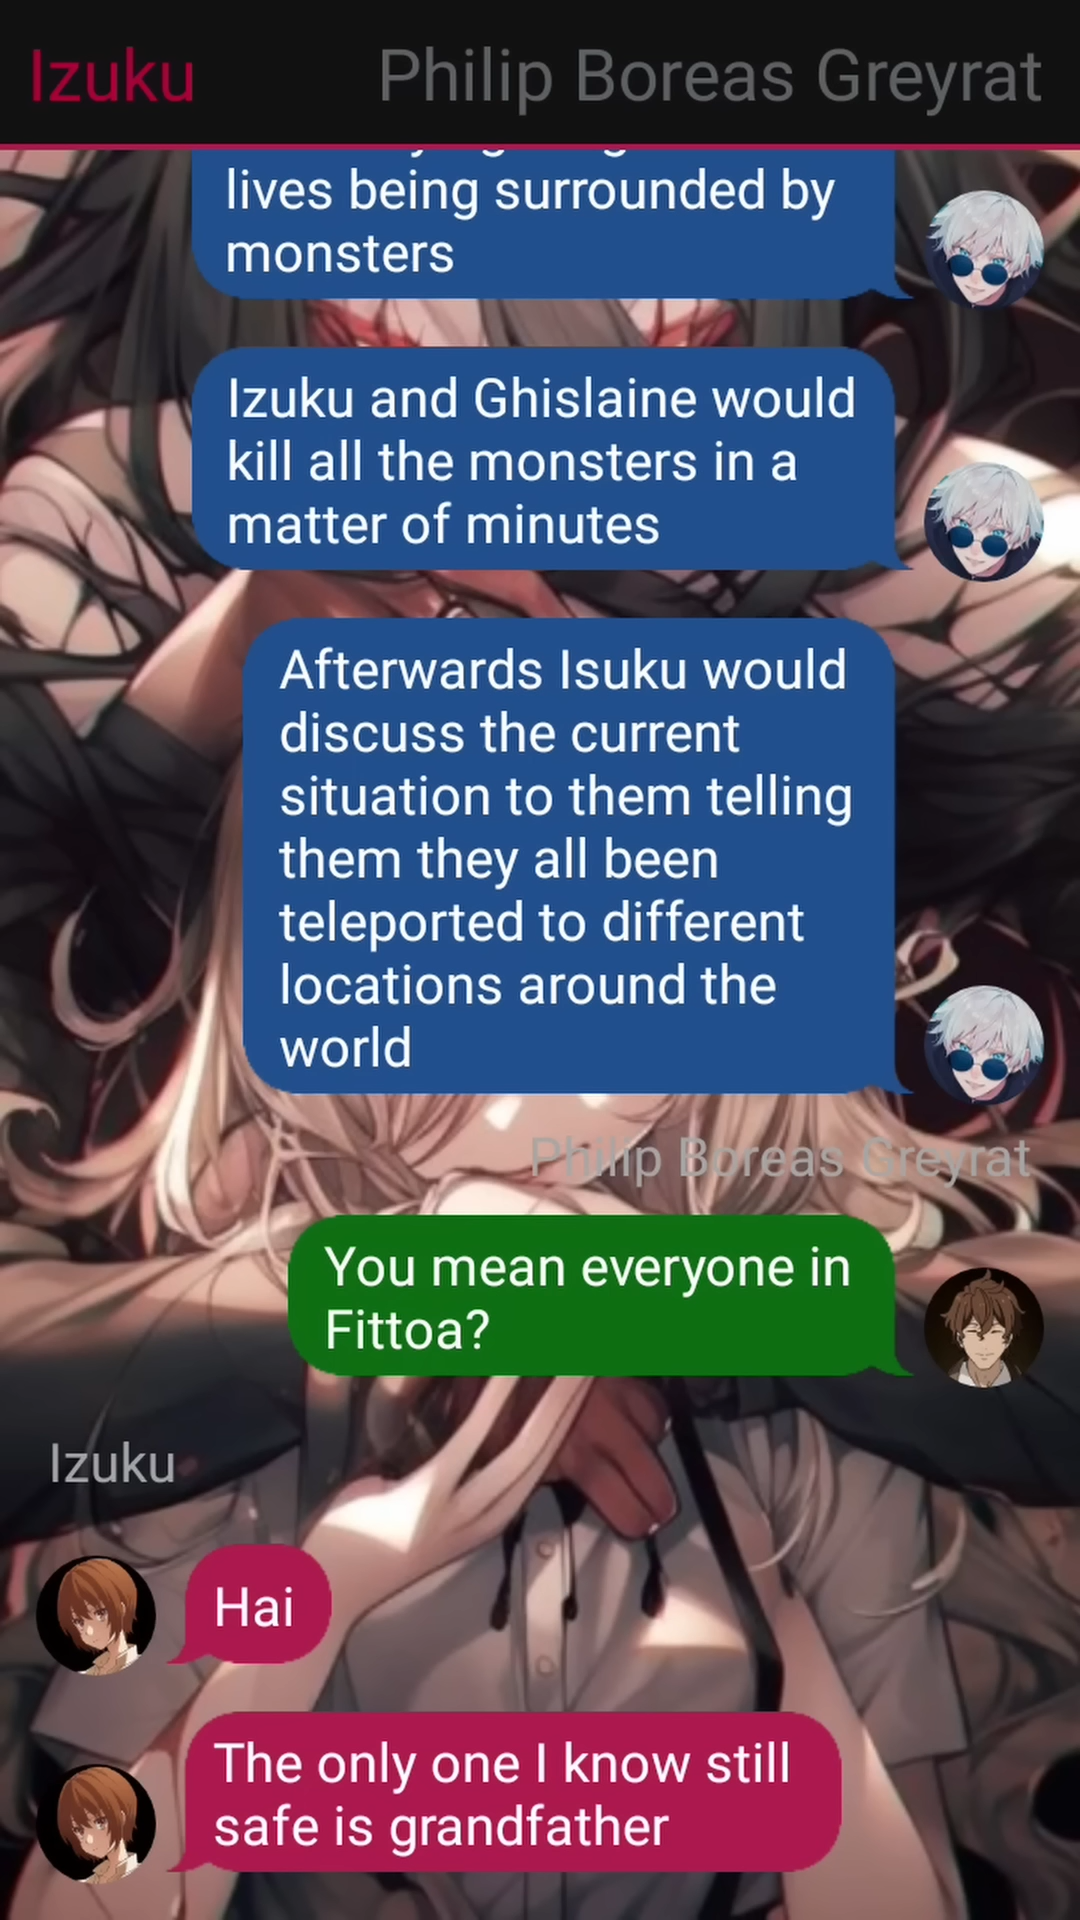 Izuku
Philip Boreas Greyrat
lives being surrounded by
monsters
Izuku and Ghislaine would
kill all the monsters in a
matter of minutes
Afterwards Isuku would
discuss the current
situation to them telling
them they all been
teleported to different
locations around the
world
Philip Boreas Greyrat
You mean everyone in
Fittoa?
Izuku
Hai
The only one I know still
safe is grandfather